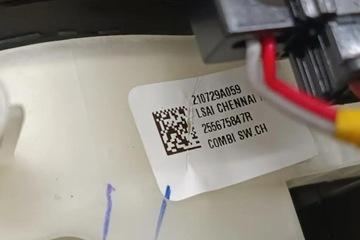 210729A059
LSAI CHENNAI
255675847R
COMBI SW.CH